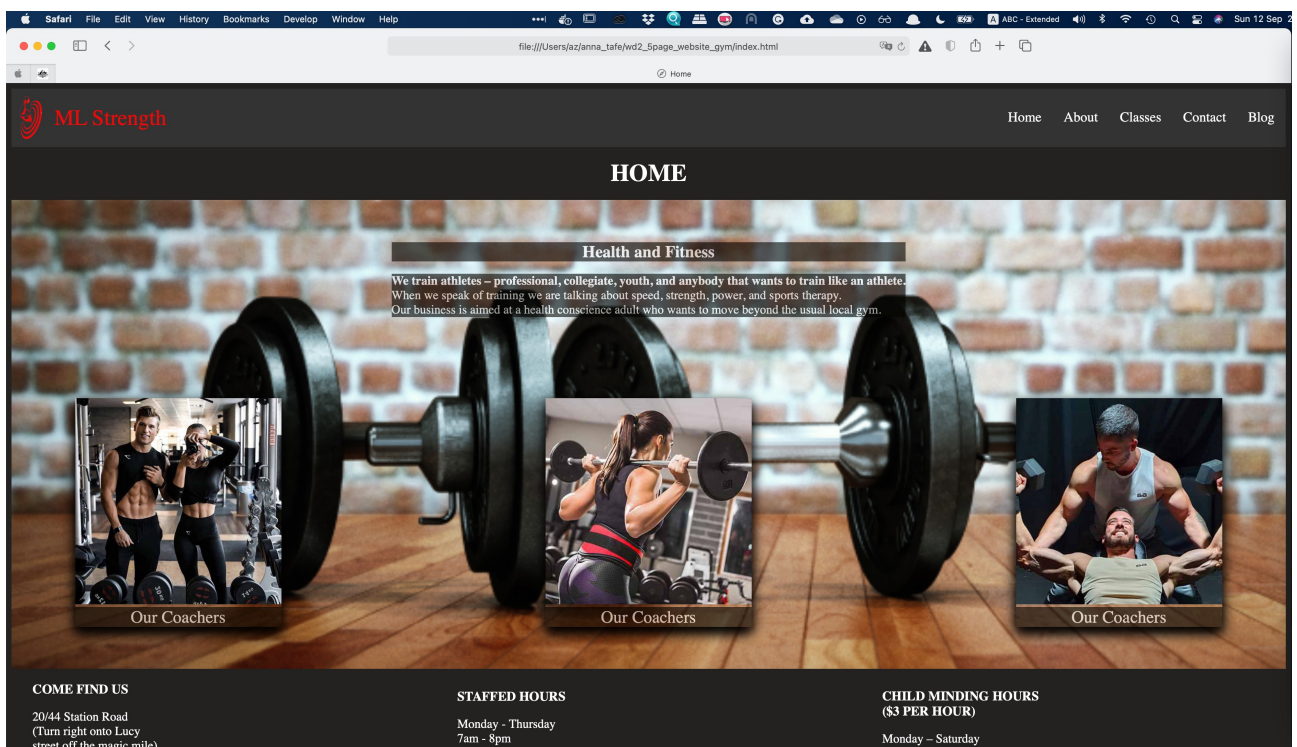 Safari File Edit View History Bookmarks Develop Window Help
ABC - Extended
Sun 12 Sep
file:///Users/az/anna_tafe/wd2_5page_website_gym/index.html
Home
ML Strength
Home About Classes Contact Blog
HOME
Health and Fitness
We train athletes – professional, collegiate, youth, and anybody that wants to train like an athlete.
When we speak of training we are talking about speed, strength, power, and sports therapy.
Our business is aimed at a health conscience adult who wants to move beyond the usual local gym.
Our Coachers
Our Coachers
Our Coachers
COME FIND US
20/44 Station Road
(Turn right onto Lucy
street off the magic mile)
STAFFED HOURS
Monday - Thursday
7am - 8pm
CHILD MINDING HOURS
($3 PER HOUR)
Monday – Saturday